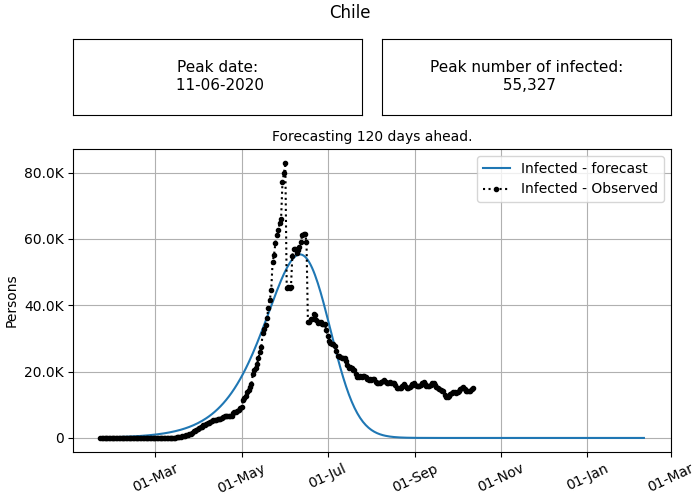 Chile
Peak date:
11-06-2020
Peak number of infected:
55,327
Forecasting 120 days ahead.
Infected - forecast
Infected - Observed
80.0K
60.0K
40.0K
20.0K
0
Persons
01-Mar
01-May
01-Jul
01-Sep
01-Nov
01-Jan
01-Mar